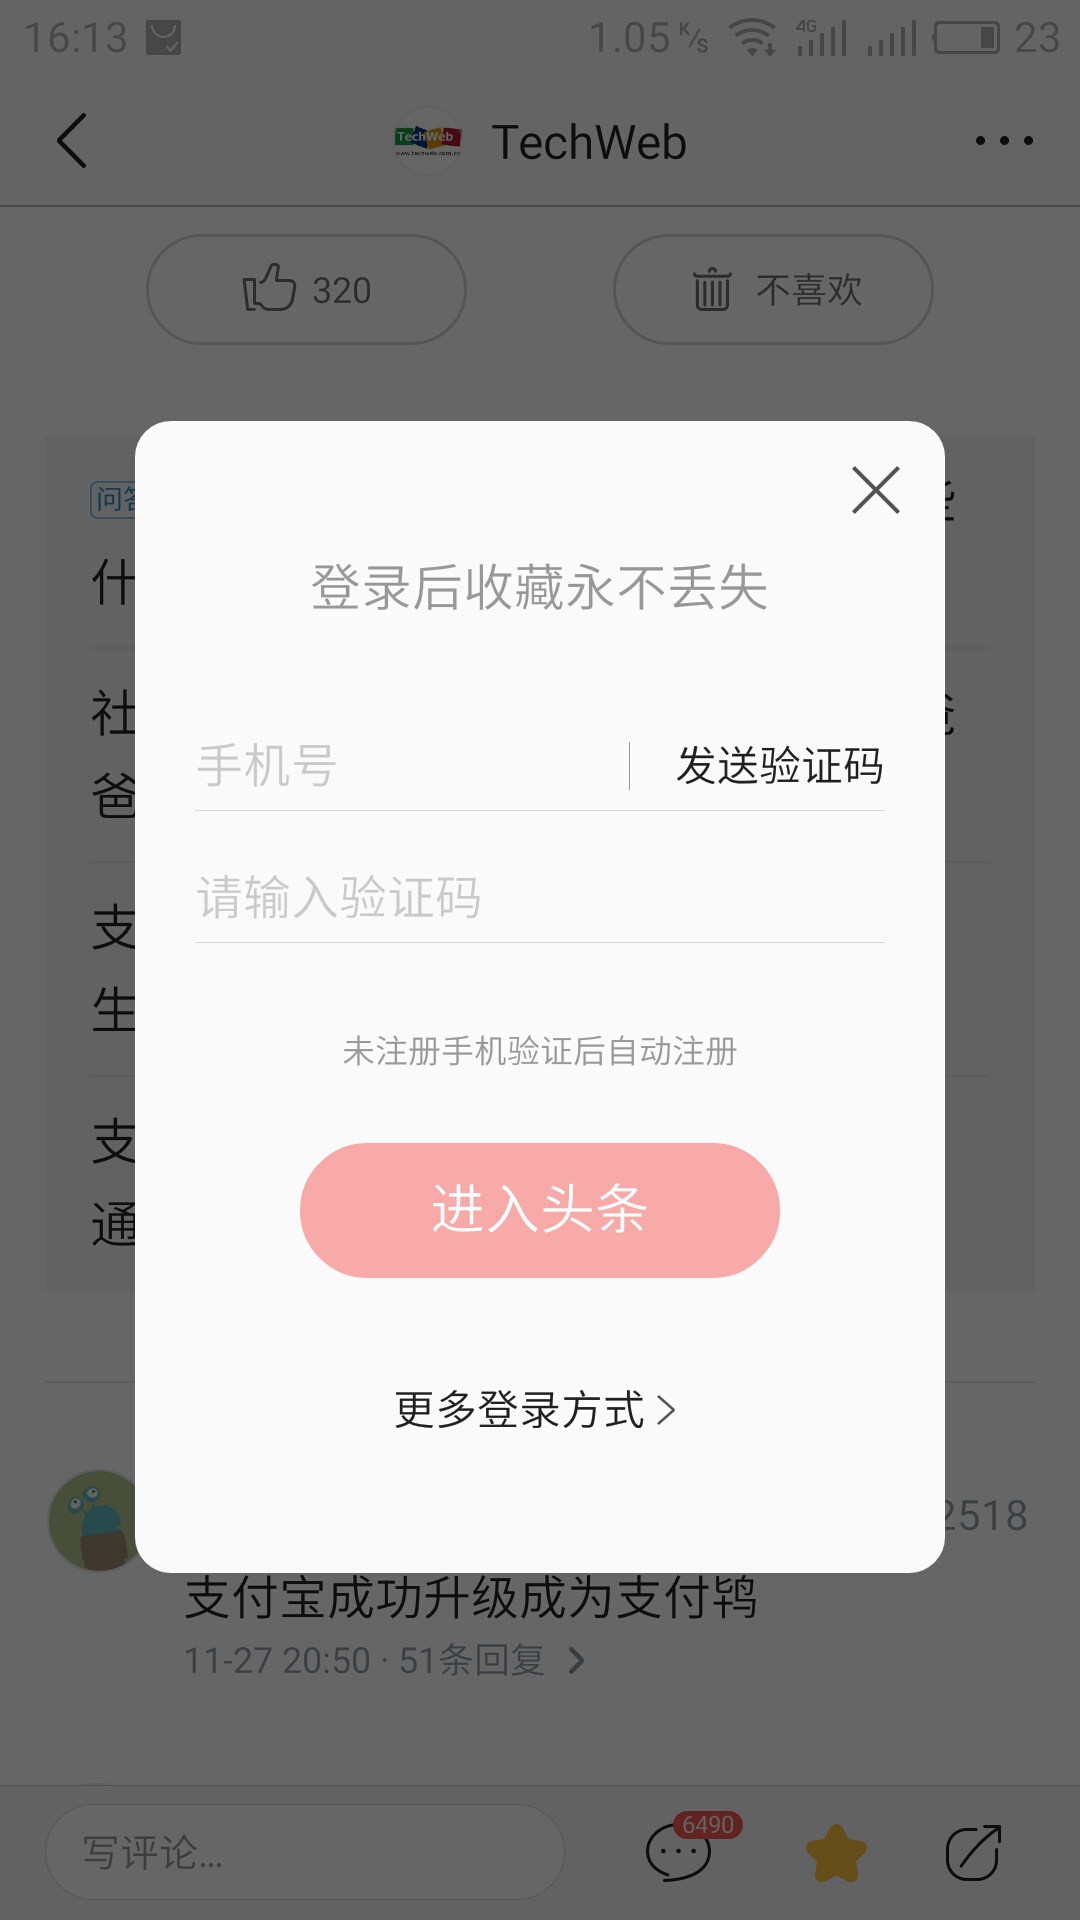 16:13 1.05 K/s 4G 23
TechWeb TechWeb
www.techweb.com.cn
320 不喜欢
问答
什
登录后收藏永不丢失
社
手机号 发送验证码
爸
请输入验证码
支
生
未注册手机验证后自动注册
支
进入头条
通
更多登录方式
2518
支付宝成功升级成为支付鸨
11-27 20:50 · 51条回复
写评论... 6490